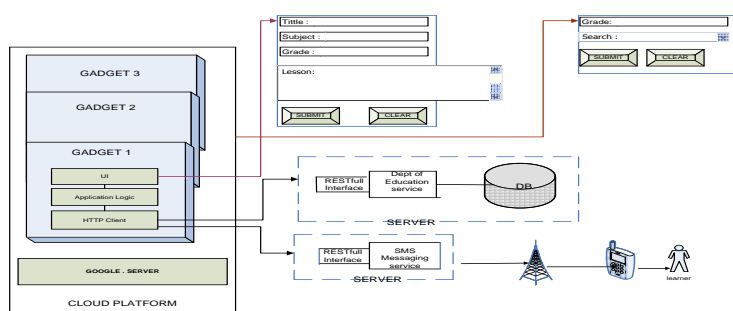 Tittle :
Subject :
Grade :
Lesson:
SUBMIT
CLEAR
Grade:
Search :
SUBMIT
CLEAR
GADGET 3
GADGET 2
GADGET 1
UI
Application Logic
HTTP Client
GOOGLE . SERVER
CLOUD PLATFORM
RESTfull
Interface
Dept of
Education
service
DB
SERVER
RESTfull
Interface
SMS
Messaging
service
SERVER
learner